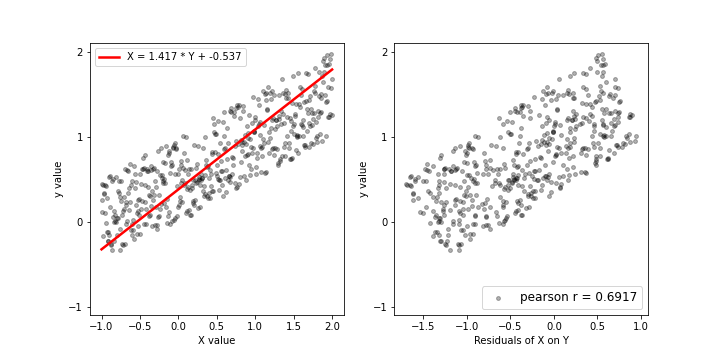 X = 1.417 * Y + -0.537
2
1
0
−1
y value
−1.0 −0.5 0.0 0.5 1.0 1.5 2.0
X value
2
1
0
−1
y value
pearson r = 0.6917
−1.5 −1.0 −0.5 0.0 0.5 1.0
Residuals of X on Y